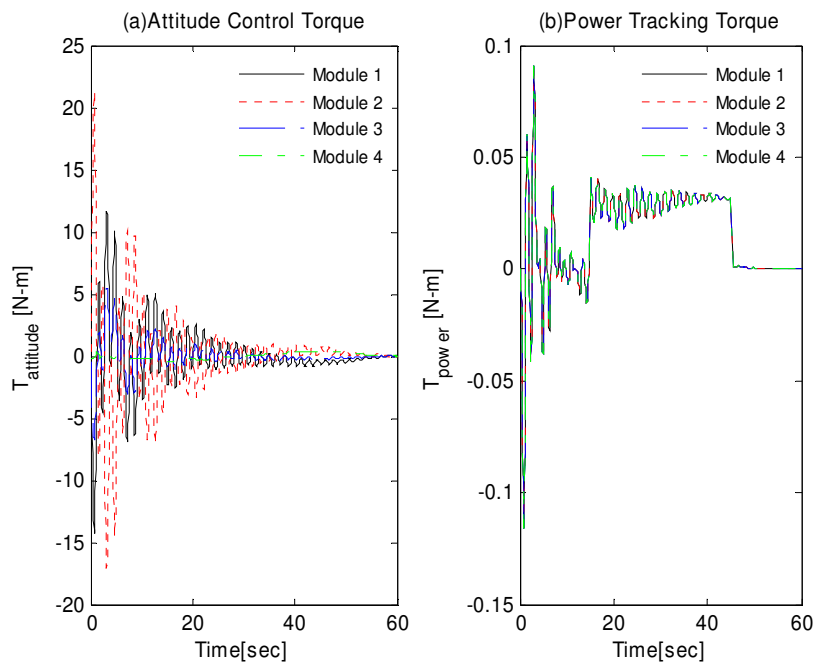 (a)Attitude Control Torque
25
20
15
10
5
0
-5
-10
-15
-20
T_attitude [N-m]
Module 1
Module 2
Module 3
Module 4
0
20
40
60
Time[sec]
(b)Power Tracking Torque
0.1
0.05
0
-0.05
-0.1
-0.15
T_pow er [N-m]
Module 1
Module 2
Module 3
Module 4
0
20
40
60
Time[sec]